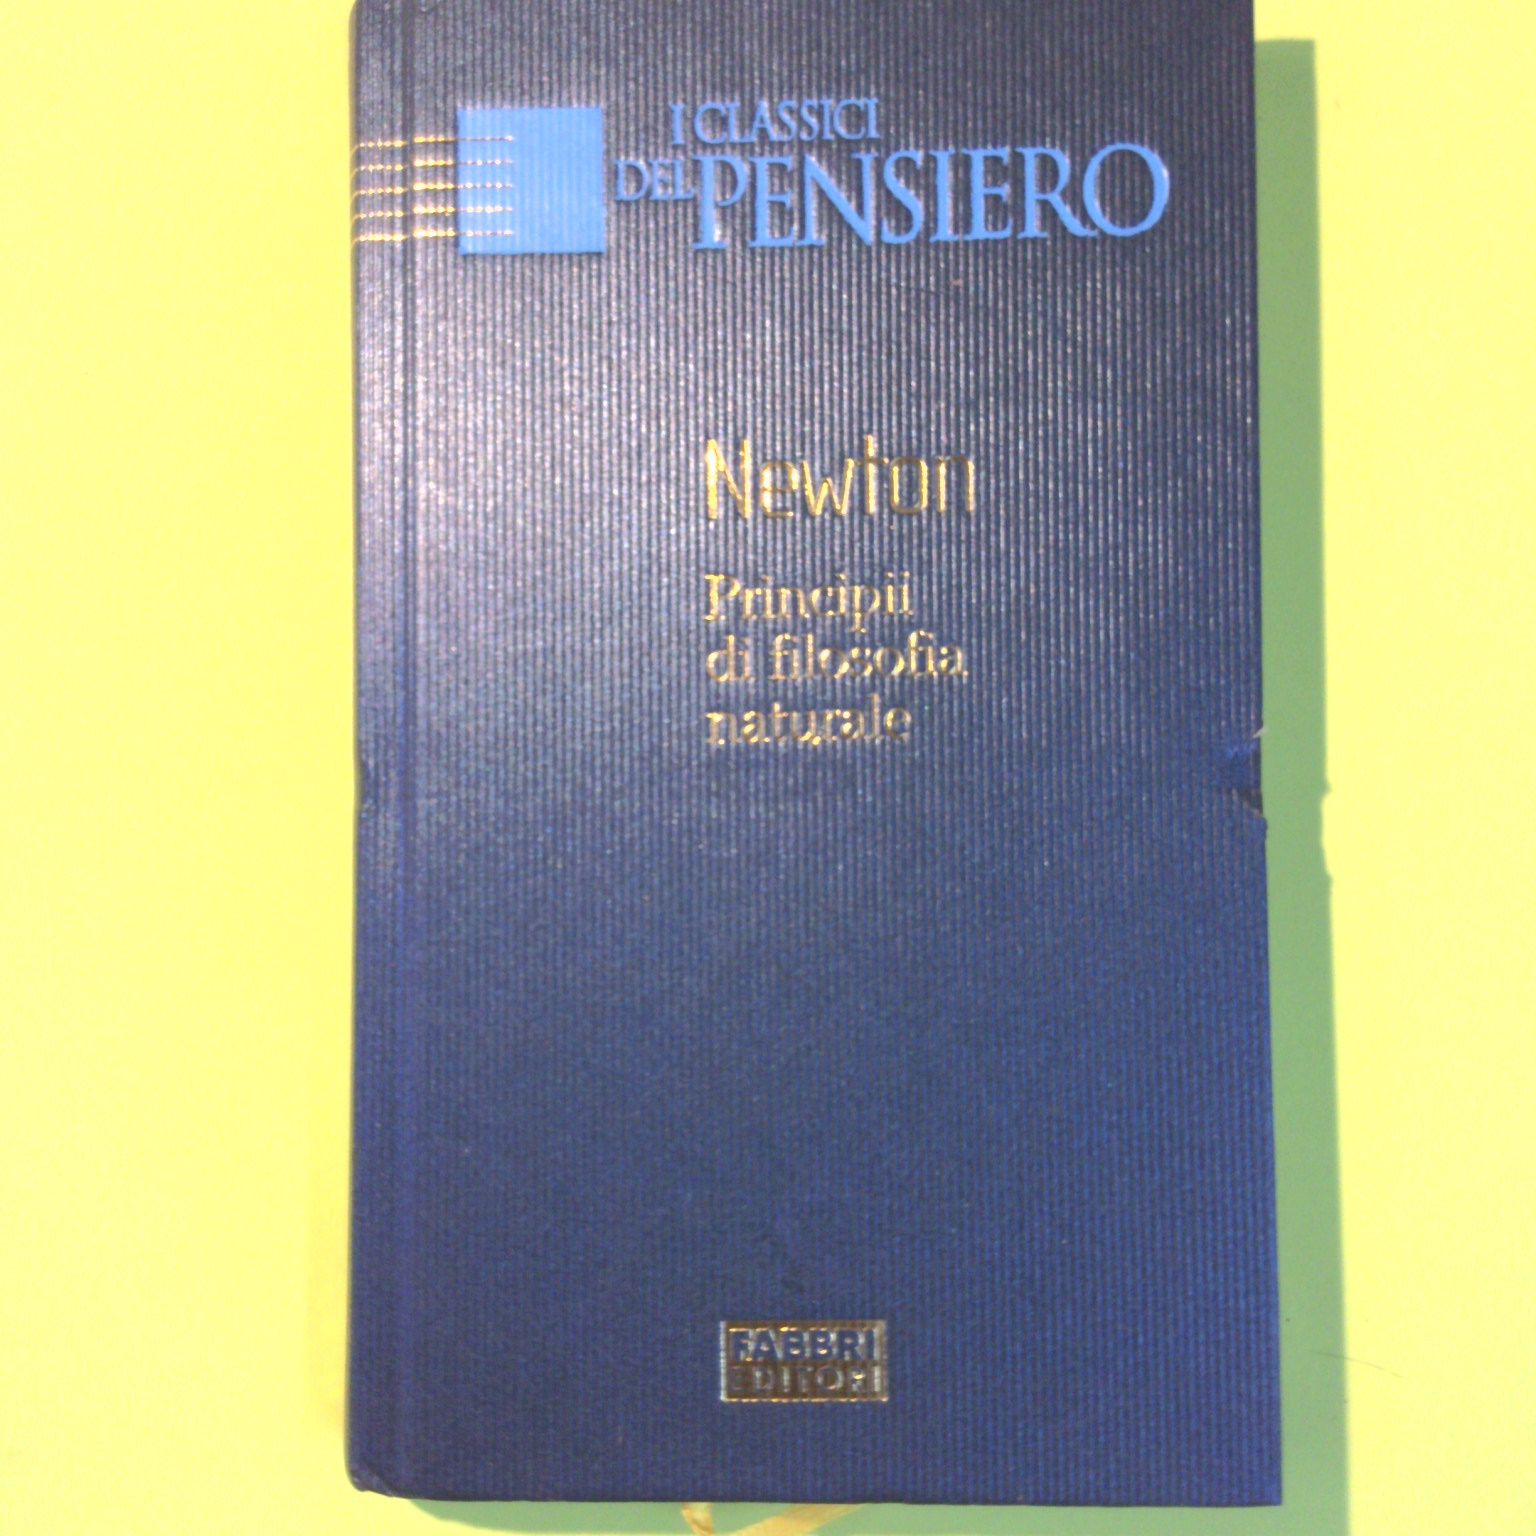 I CLASSICI
DEL PENSIERO
Newton
Principii
di filosofia
naturale
FABBRI
EDITORI